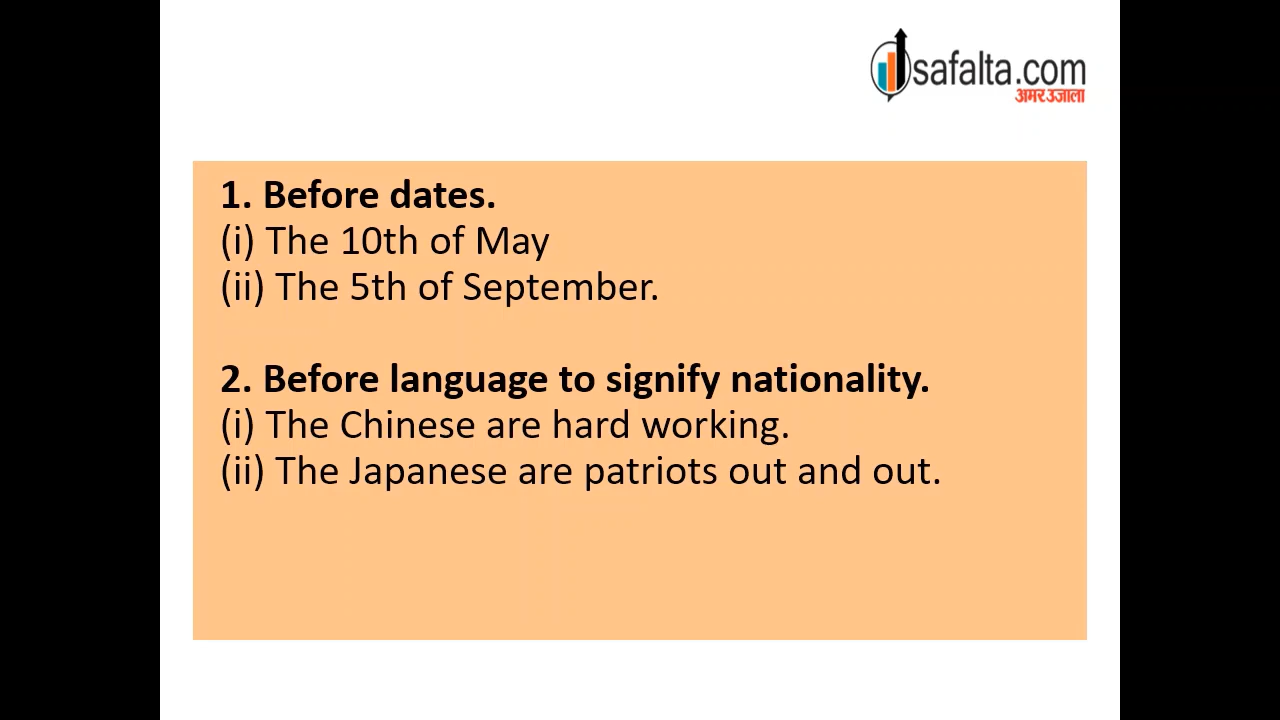 safalta.com
अमर उजाला
1. Before dates.
(i) The 10th of May
(ii) The 5th of September.
2. Before language to signify nationality.
(i) The Chinese are hard working.
(ii) The Japanese are patriots out and out.